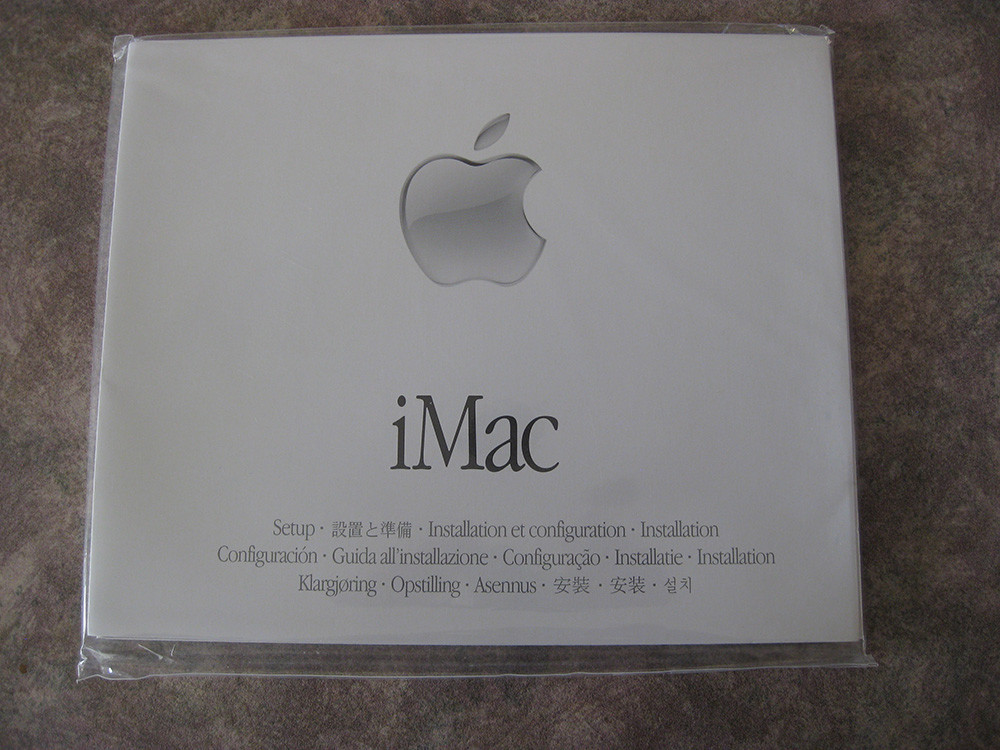 iMac
Setup · 設置と準備 · Installation et configuration · Installation
Configuración · Guida all'installazione · Configuração · Installatie · Installation
Klargjøring · Opstilling · Asennus · 安裝 · 安装 · 설치